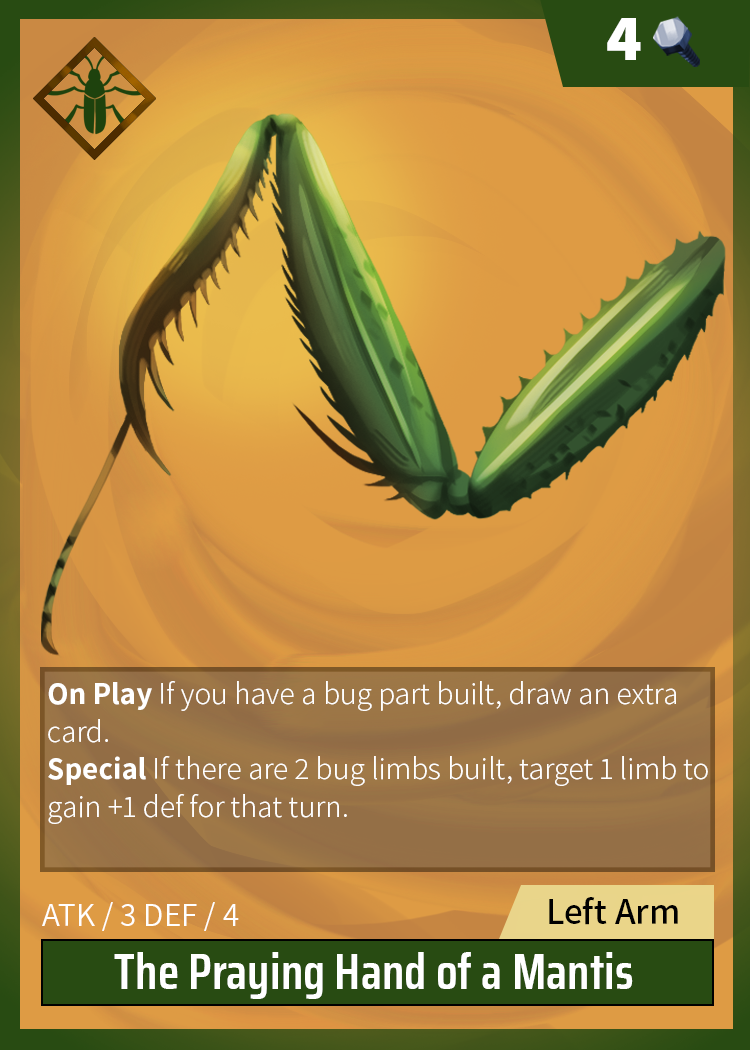 4
On Play If you have a bug part built, draw an extra
card.
Special If there are 2 bug limbs built, target 1 limb to
gain +1 def for that turn.
ATK / 3 DEF / 4
Left Arm
The Praying Hand of a Mantis